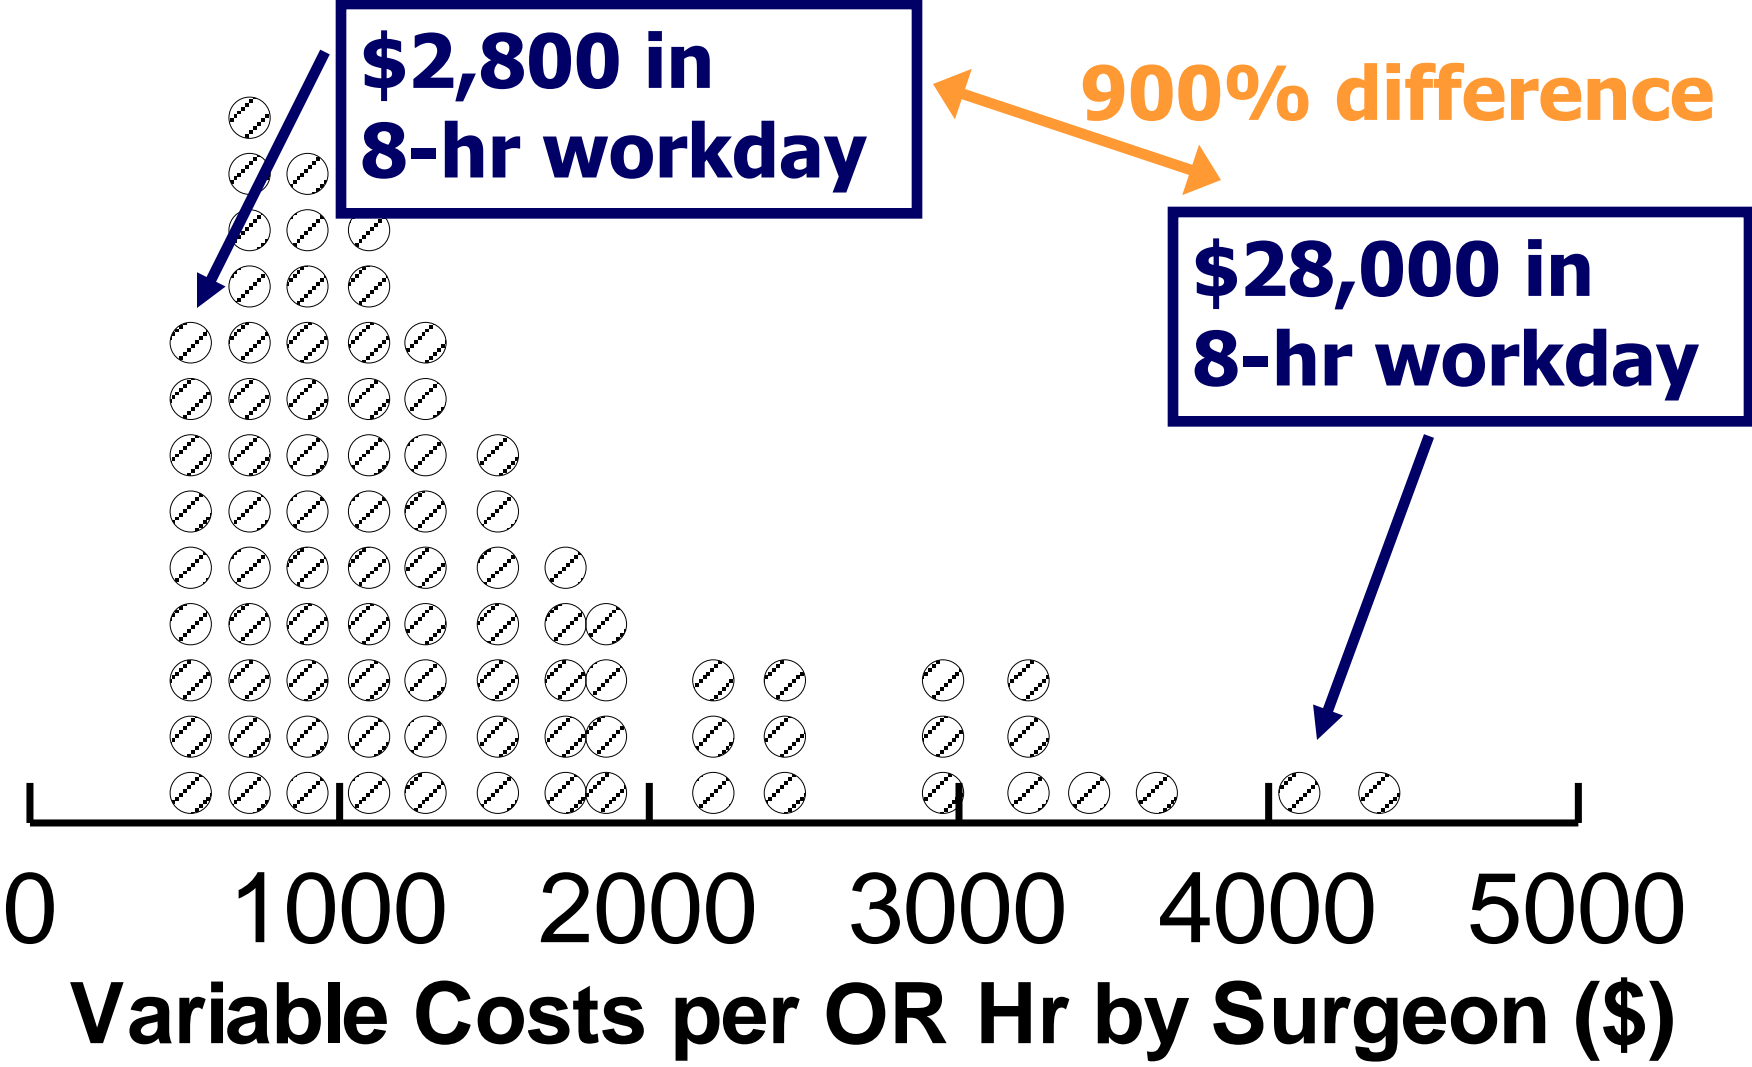 $2,800 in
8-hr workday
900% difference
$28,000 in
8-hr workday
0 1000 2000 3000 4000 5000
Variable Costs per OR Hr by Surgeon ($)